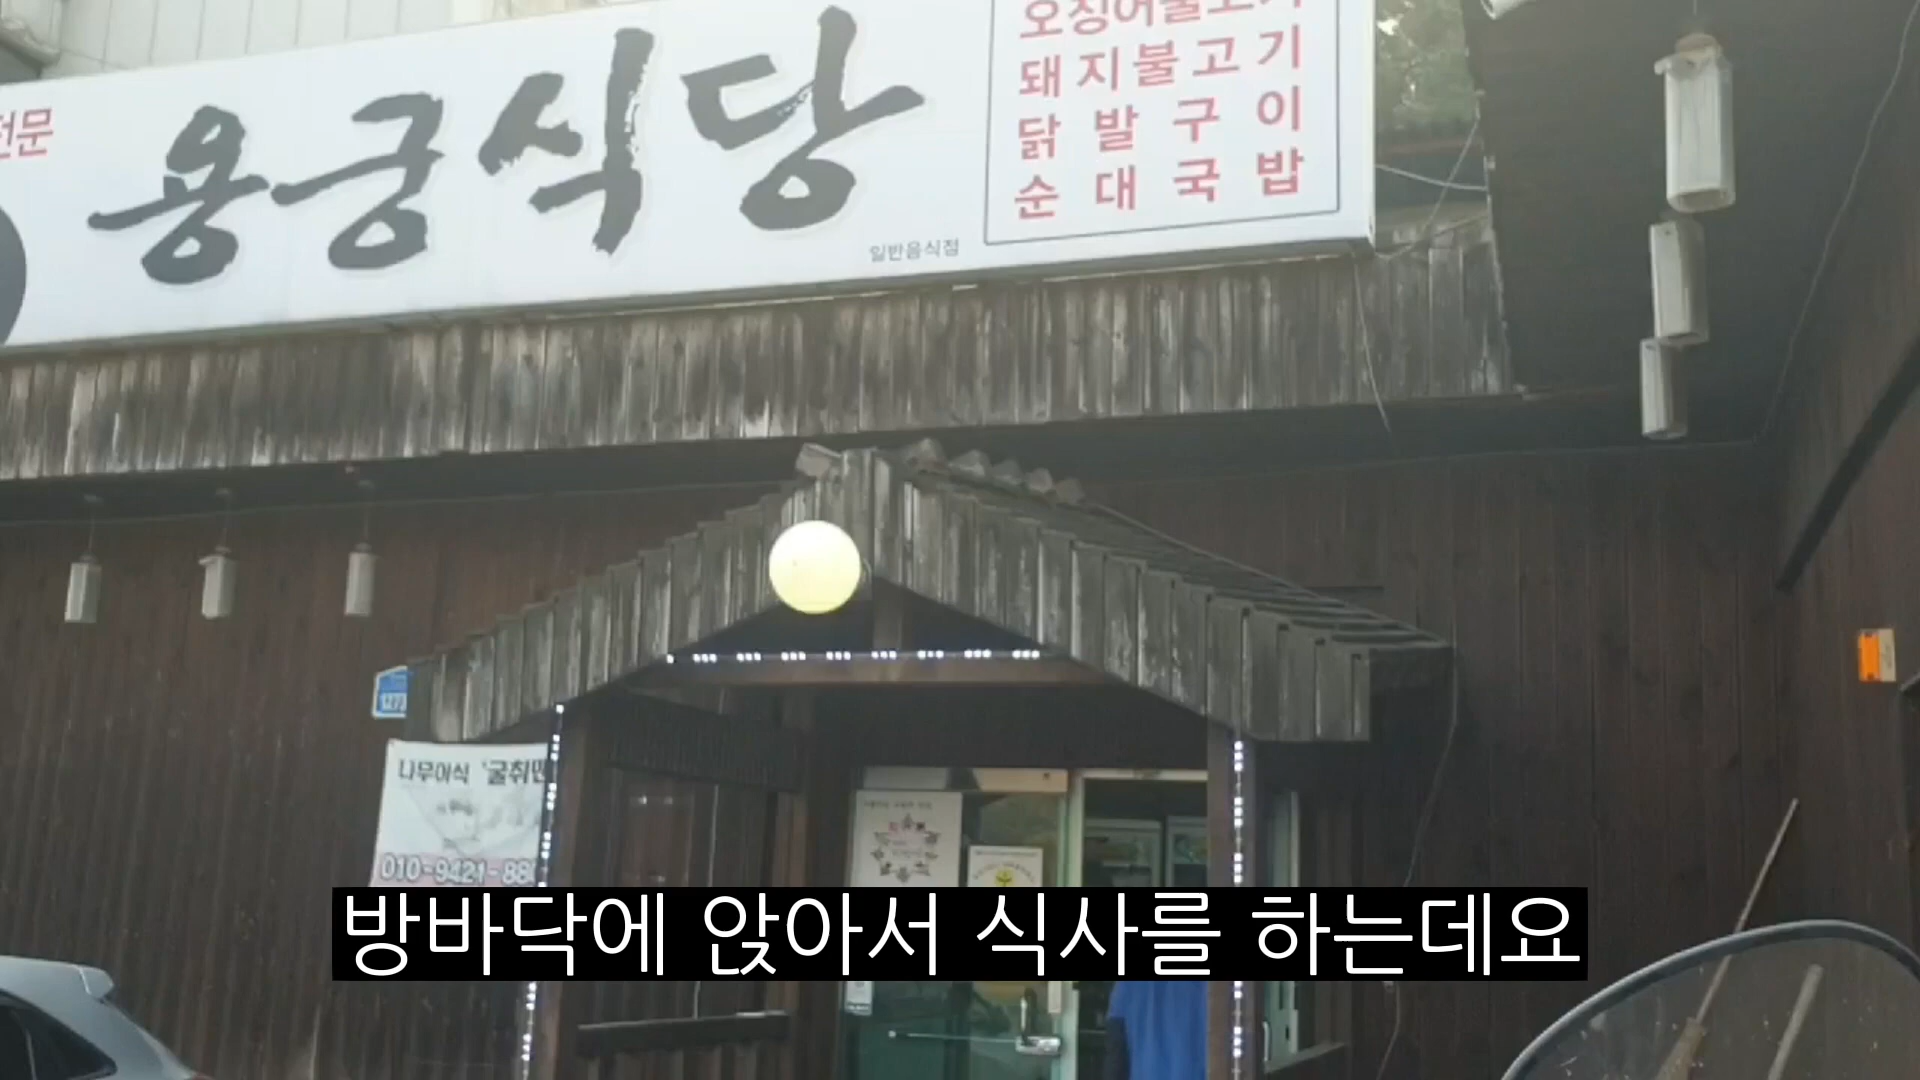 전문
용궁식당
오징어불고기
돼지불고기
닭발구이
순대국밥
일반음식점
나무이식 '굴취면
010-9421-880
방바닥에 앉아서 식사를 하는데요